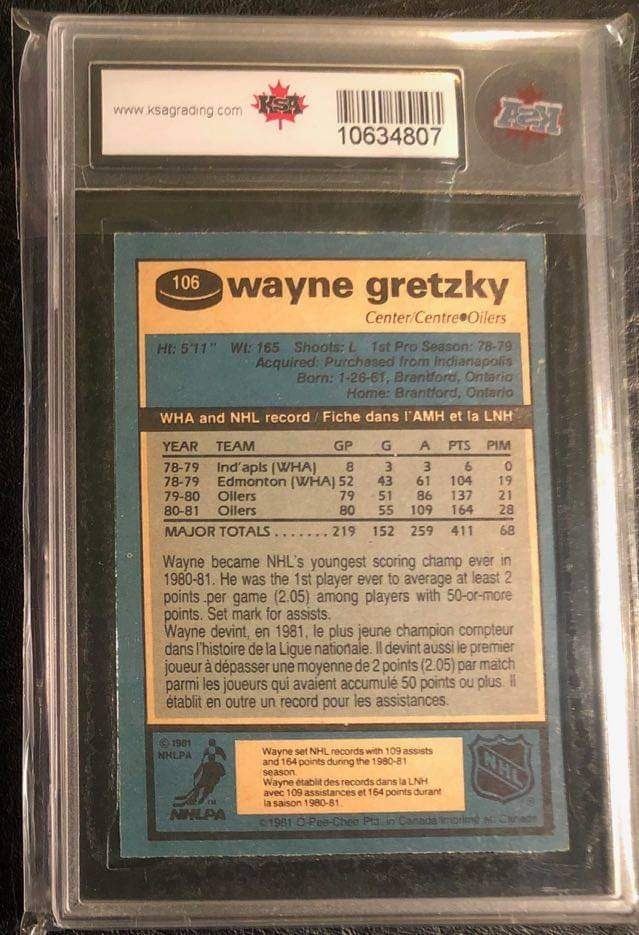 www.ksagrading.com
KSA
10634807
KSA
106
wayne gretzky
Center/Centre•Oilers
Ht: 5'11" Wt: 165 Shoots: L 1st Pro Season: 78-79
Acquired: Purchased from Indianapolis
Born: 1-26-61, Brantford, Ontario
Home: Brantford, Ontario
WHA and NHL record / Fiche dans l'AMH et la LNH
YEAR TEAM GP G A PTS PIM
78-79 Ind'apls (WHA) 8 3 3 6 0
78-79 Edmonton (WHA) 52 43 61 104 19
79-80 Oilers 79 51 86 137 21
80-81 Oilers 80 55 109 164 28
MAJOR TOTALS ....... 219 152 259 411 68
Wayne became NHL's youngest scoring champ ever in
1980-81. He was the 1st player ever to average at least 2
points per game (2.05) among players with 50-or-more
points. Set mark for assists.
Wayne devint, en 1981, le plus jeune champion compteur
dans l'histoire de la Ligue nationale. Il devint aussi le premier
joueur à dépasser une moyenne de 2 points (2.05) par match
parmi les joueurs qui avaient accumulé 50 points ou plus. Il
établit en outre un record pour les assistances.
© 1981
NHLPA
NHLPA
Wayne set NHL records with 109 assists
and 164 points during the 1980-81
season.
Wayne établit des records dans la LNH
avec 109 assistances et 164 points durant
la saison 1980-81.
NHL
©1981 O-Pee-Chee Ptd. in Canada Imprimé au Canada